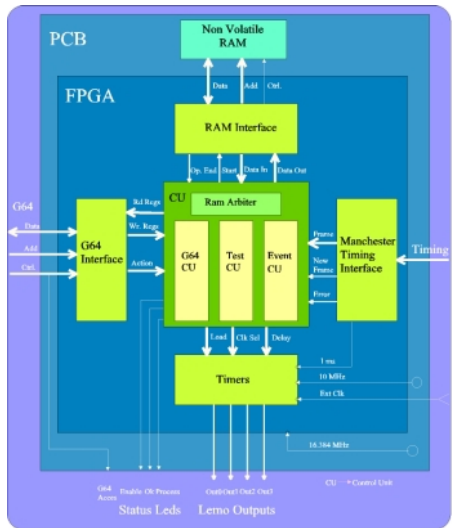 PCB
Non Volatile
RAM
Data
Add
Ctrl.
FPGA
RAM Interface
Op. End
Start
Data In
Data Out
CU
Ram Arbiter
G64
Data
Add
Ctrl.
G64
Interface
Rd Regs
Wr. Regs
Action
G64
CU
Test
CU
Event
CU
Frame
New
Frame
Error
Manchester
Timing
Interface
Timing
Load
Clk Sel
Delay
Timers
1 ms
10 MHz
Ext Clk
16.384 MHz
G64
Acces
Enable Ok Process
Status Leds
Out0 Out1 Out2 Out3
Lemo Outputs
CU Control Unit